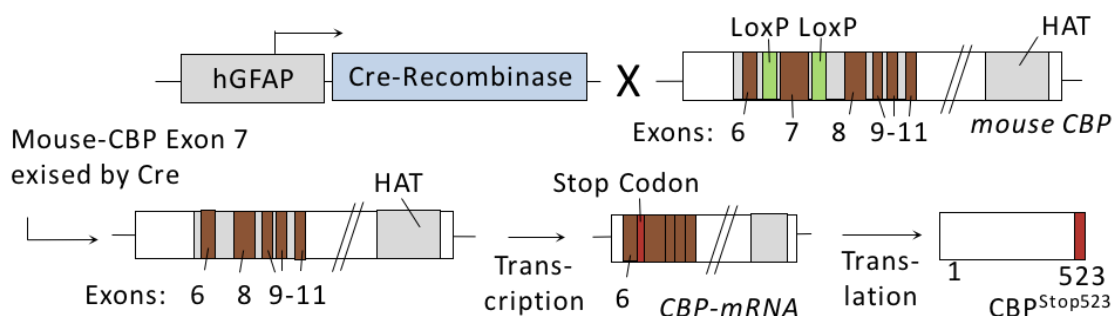 LoxP LoxP
HAT
hGFAP
Cre-Recombinase
X
Exons: 6 7 8 9-11
mouse CBP
Mouse-CBP Exon 7
exised by Cre
HAT
Stop Codon
Exons: 6 8 9-11
Trans-
cription
6
CBP-mRNA
Trans-
lation
1 523
CBPStop523